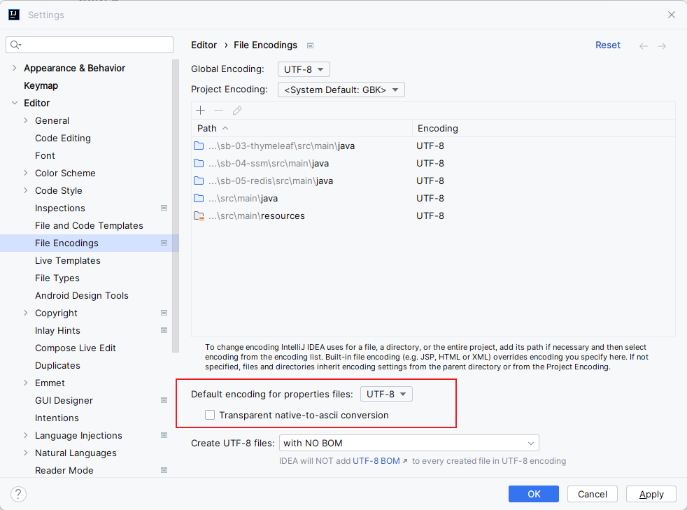 Settings
Editor › File Encodings
Reset
Appearance & Behavior
Keymap
Editor
General
Code Editing
Font
Color Scheme
Code Style
Inspections
File and Code Templates
File Encodings
Live Templates
File Types
Android Design Tools
Copyright
Inlay Hints
Compose Live Edit
Duplicates
Emmet
GUI Designer
Intentions
Language Injections
Natural Languages
Reader Mode
Global Encoding: UTF-8
Project Encoding: <System Default: GBK>
Path Encoding
...\sb-03-thymeleaf\src\main\java UTF-8
...\sb-04-ssm\src\main\java UTF-8
...\sb-05-redis\src\main\java UTF-8
...\src\main\java UTF-8
...\src\main\resources UTF-8
To change encoding IntelliJ IDEA uses for a file, a directory, or the entire project, add its path if necessary and then select
encoding from the encoding list. Built-in file encoding (e.g. JSP, HTML or XML) overrides encoding you specify here. If not
specified, files and directories inherit encoding settings from the parent directory or from the Project Encoding.
Default encoding for properties files: UTF-8
Transparent native-to-ascii conversion
Create UTF-8 files: with NO BOM
IDEA will NOT add UTF-8 BOM ↗ to every created file in UTF-8 encoding
?
OK Cancel Apply